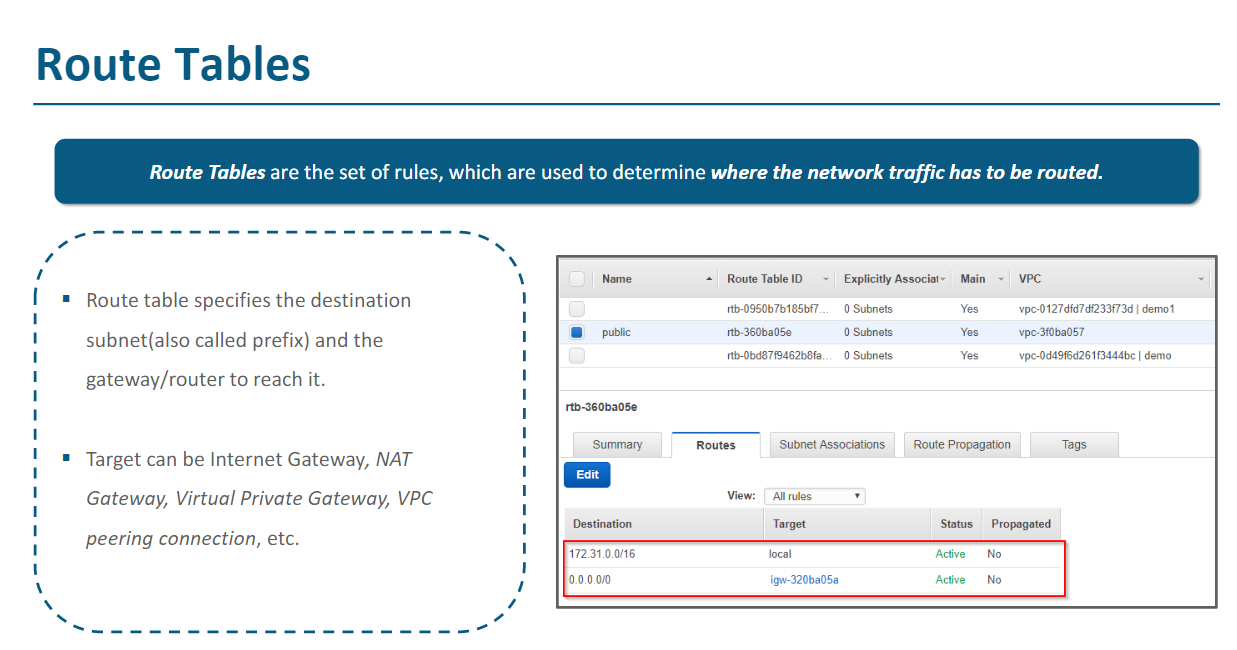 Route Tables
Route Tables are the set of rules, which are used to determine where the network traffic has to be routed.
Route table specifies the destination
subnet(also called prefix) and the
gateway/router to reach it.
Target can be Internet Gateway, NAT
Gateway, Virtual Private Gateway, VPC
peering connection, etc.
Name Route Table ID Explicitly Associat Main VPC
rtb-0950b7b185bf7... 0 Subnets Yes vpc-0127dfd7df233f73d | demo1
public rtb-360ba05e 0 Subnets Yes vpc-3f0ba057
rtb-0bd87f9462b8fa... 0 Subnets Yes vpc-0d49f6d261f3444bc | demo
rtb-360ba05e
Summary Routes Subnet Associations Route Propagation Tags
Edit
View: All rules
Destination Target Status Propagated
172.31.0.0/16 local Active No
0.0.0.0/0 igw-320ba05a Active No